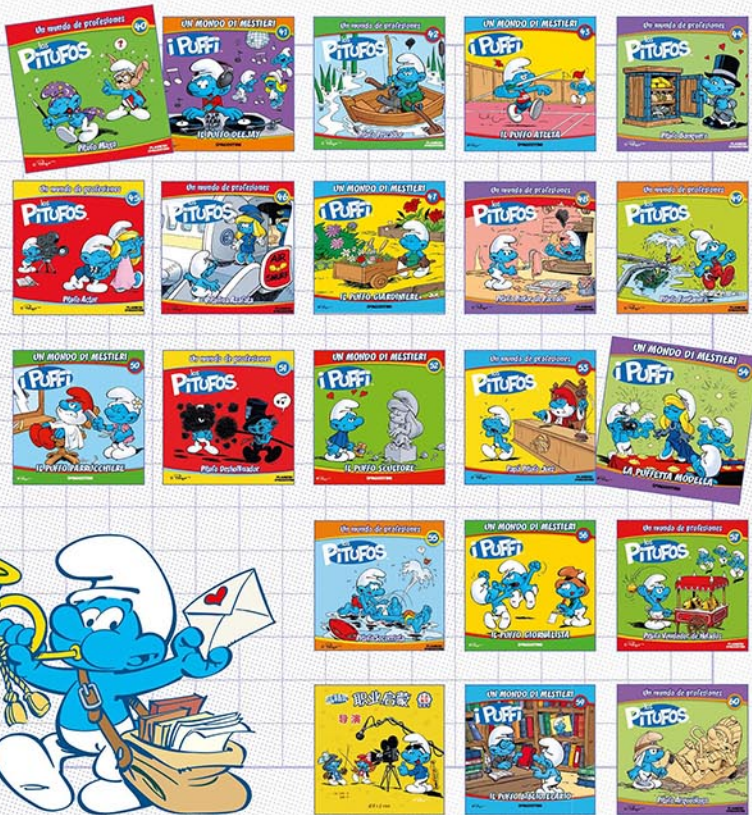 Un mundo de profesiones 40
los PITUFOS
Pitufo Mago
41
i PUFFI
IL PUFFO DEEJAY
Un mundo de profesiones 42
los PITUFOS
UN MONDO DI MESTIERI 43
i PUFFI
IL PUFFO ATLETA
Un mundo de profesiones 44
los PITUFOS
Pitufo Banquero
Un mundo de profesiones 45
los PITUFOS
Pitufo Actor
Un mundo de profesiones 46
los PITUFOS
AIR
UN MONDO DI MESTIERI 47
i PUFFI
IL PUFFO GIARDINIERE
Un mundo de profesiones 48
los PITUFOS
Un mundo de profesiones 49
los PITUFOS
UN MONDO DI MESTIERI 50
i PUFFI
IL PUFFO PARRUCCHIERE
DEAGOSTINI
Un mundo de profesiones 51
los PITUFOS
Pitufo Deshollinador
UN MONDO DI MESTIERI 52
i PUFFI
IL PUFFO SCULTORE
DEAGOSTINI
Un mundo de profesiones 53
los PITUFOS
Papá Pitufo Juez
UN MONDO DI MESTIERI 54
i PUFFI
LA PUFFETTA MODELLA
DEAGOSTINI
Un mundo de profesiones 55
los PITUFOS
UN MONDO DI MESTIERI 56
i PUFFI
IL PUFFO GIORNALISTA
DEAGOSTINI
Un mundo de profesiones 57
los PITUFOS
Pitufo Vendedor de Helados
职业启蒙
导演
UN MONDO DI MESTIERI 59
i PUFFI
IL PUFFO BIBLIOTECARIO
Un mundo de profesiones 60
los PITUFOS
Pitufo Arqueólogo